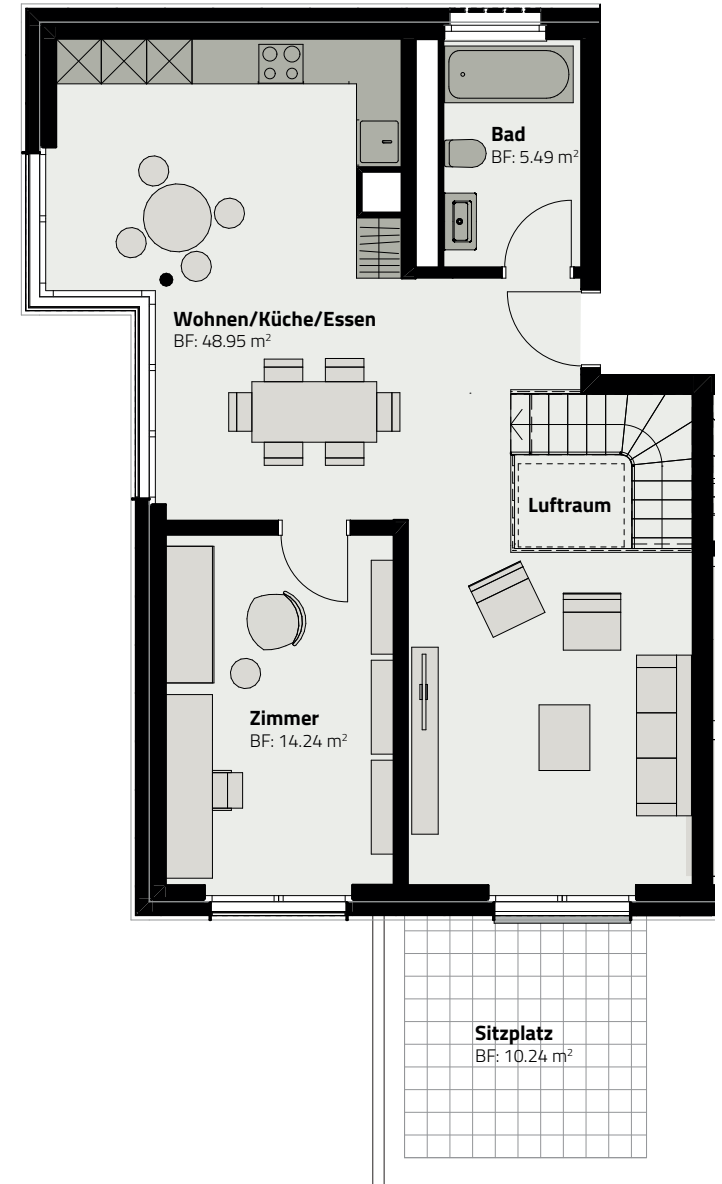 Bad
BF: 5.49 m²
Wohnen/Küche/Essen
BF: 48.95 m²
Luftraum
Zimmer
BF: 14.24 m²
Sitzplatz
BF: 10.24 m²